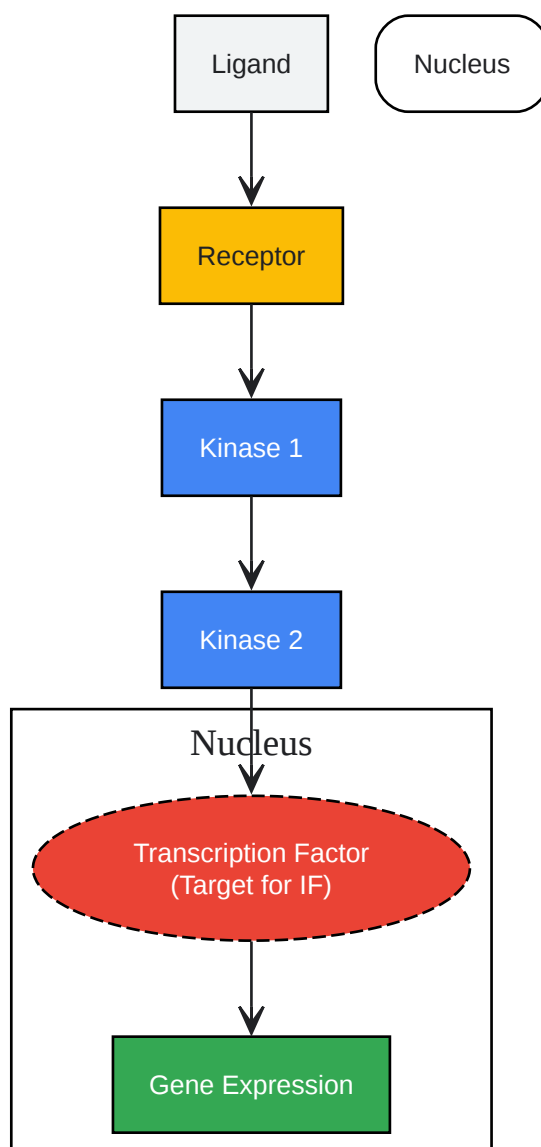 Ligand
Nucleus
Receptor
Kinase 1
Kinase 2
Nucleus
Transcription Factor
(Target for IF)
Gene Expression